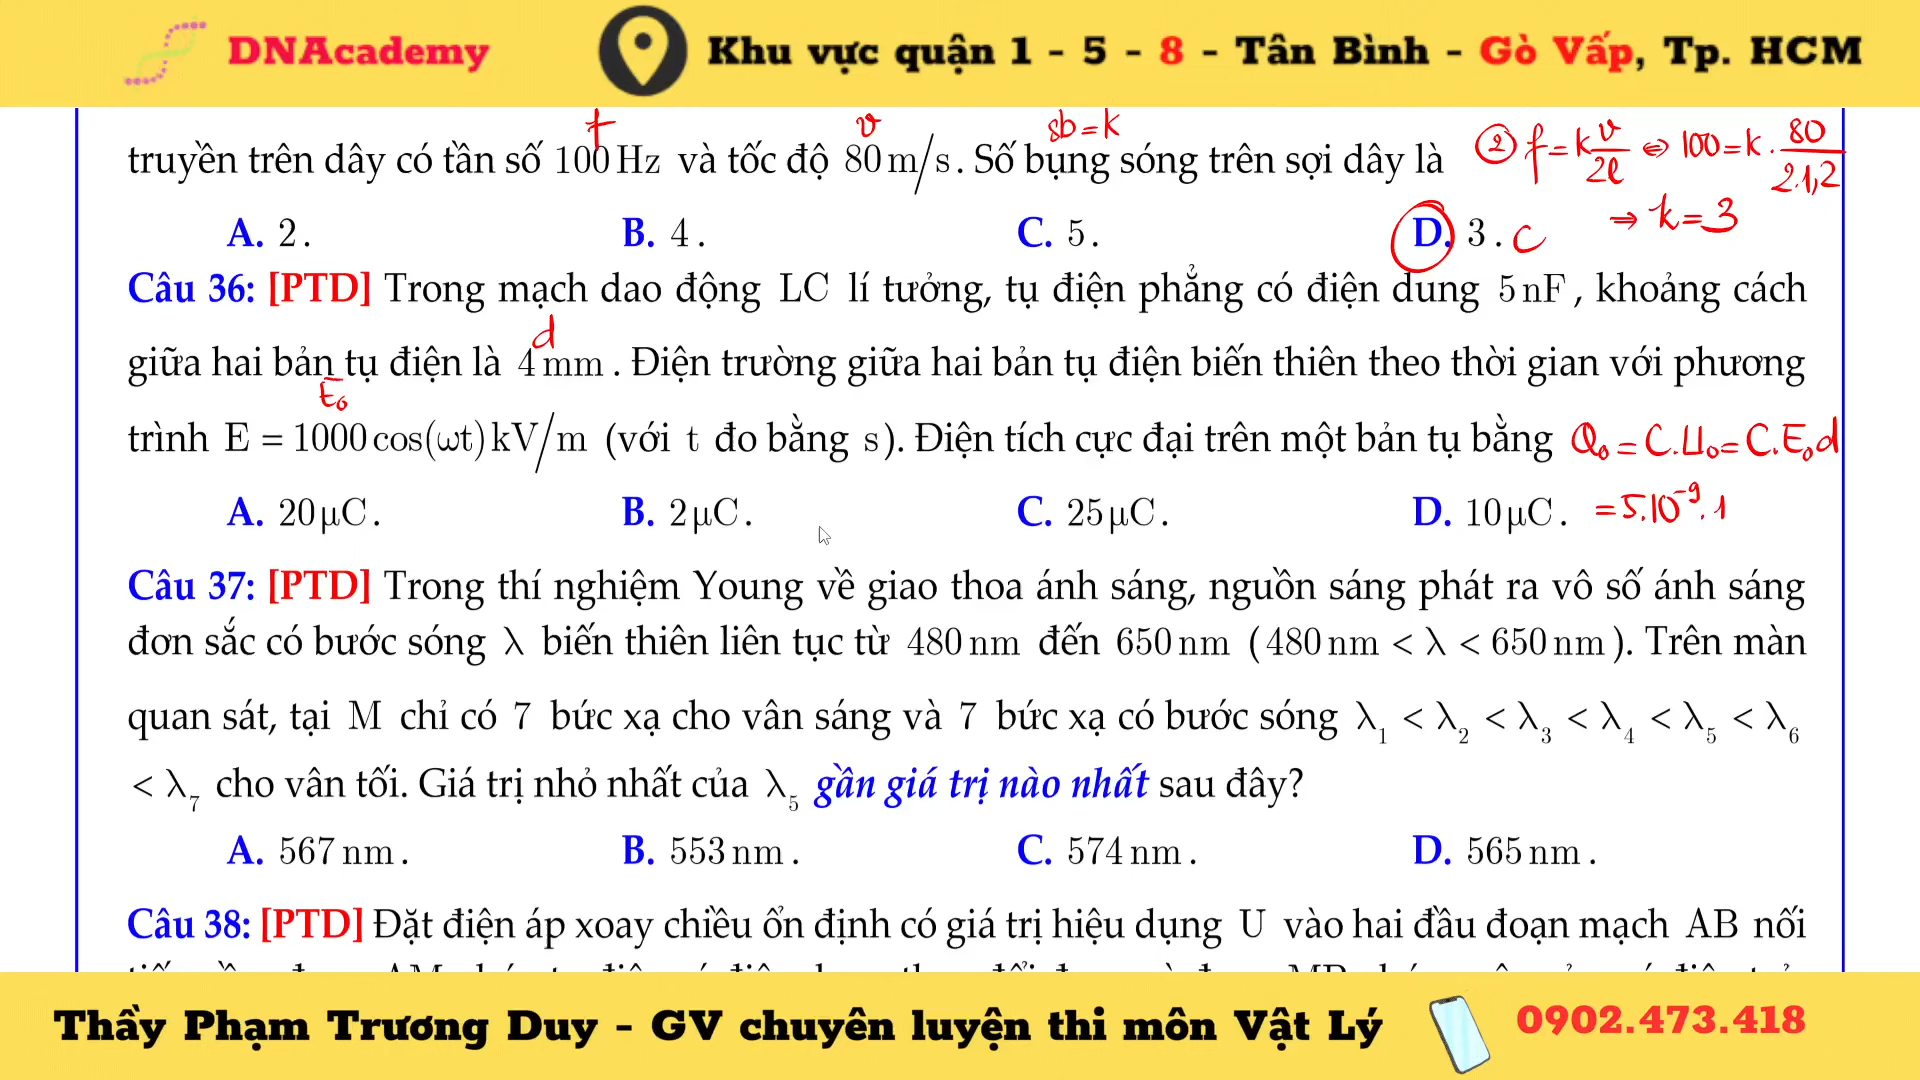 DNAcademy Khu vực quận 1 - 5 - 8 - Tân Bình - Gò Vấp, Tp. HCM
f v sb = k
truyền trên dây có tần số 100 Hz và tốc độ 80 m/s. Số bụng sóng trên sợi dây là ② f = k v/2l ⇔ 100 = k . 80/2.1,2
A. 2. B. 4. C. 5. D. 3. C ⇒ k = 3
Câu 36: [PTD] Trong mạch dao động LC lí tưởng, tụ điện phẳng có điện dung 5 nF, khoảng cách
d
giữa hai bản tụ điện là 4 mm. Điện trường giữa hai bản tụ điện biến thiên theo thời gian với phương
E₀
trình E = 1000 cos(ωt) kV/m (với t đo bằng s). Điện tích cực đại trên một bản tụ bằng Q₀ = C.U₀ = C.E₀d
A. 20 μC. B. 2 μC. C. 25 μC. D. 10 μC. = 5.10⁻⁹.1
Câu 37: [PTD] Trong thí nghiệm Young về giao thoa ánh sáng, nguồn sáng phát ra vô số ánh sáng
đơn sắc có bước sóng λ biến thiên liên tục từ 480 nm đến 650 nm (480 nm < λ < 650 nm). Trên màn
quan sát, tại M chỉ có 7 bức xạ cho vân sáng và 7 bức xạ có bước sóng λ₁ < λ₂ < λ₃ < λ₄ < λ₅ < λ₆
< λ₇ cho vân tối. Giá trị nhỏ nhất của λ₅ gần giá trị nào nhất sau đây?
A. 567 nm. B. 553 nm. C. 574 nm. D. 565 nm.
Câu 38: [PTD] Đặt điện áp xoay chiều ổn định có giá trị hiệu dụng U vào hai đầu đoạn mạch AB nối
Thầy Phạm Trương Duy - GV chuyên luyện thi môn Vật Lý 0902.473.418